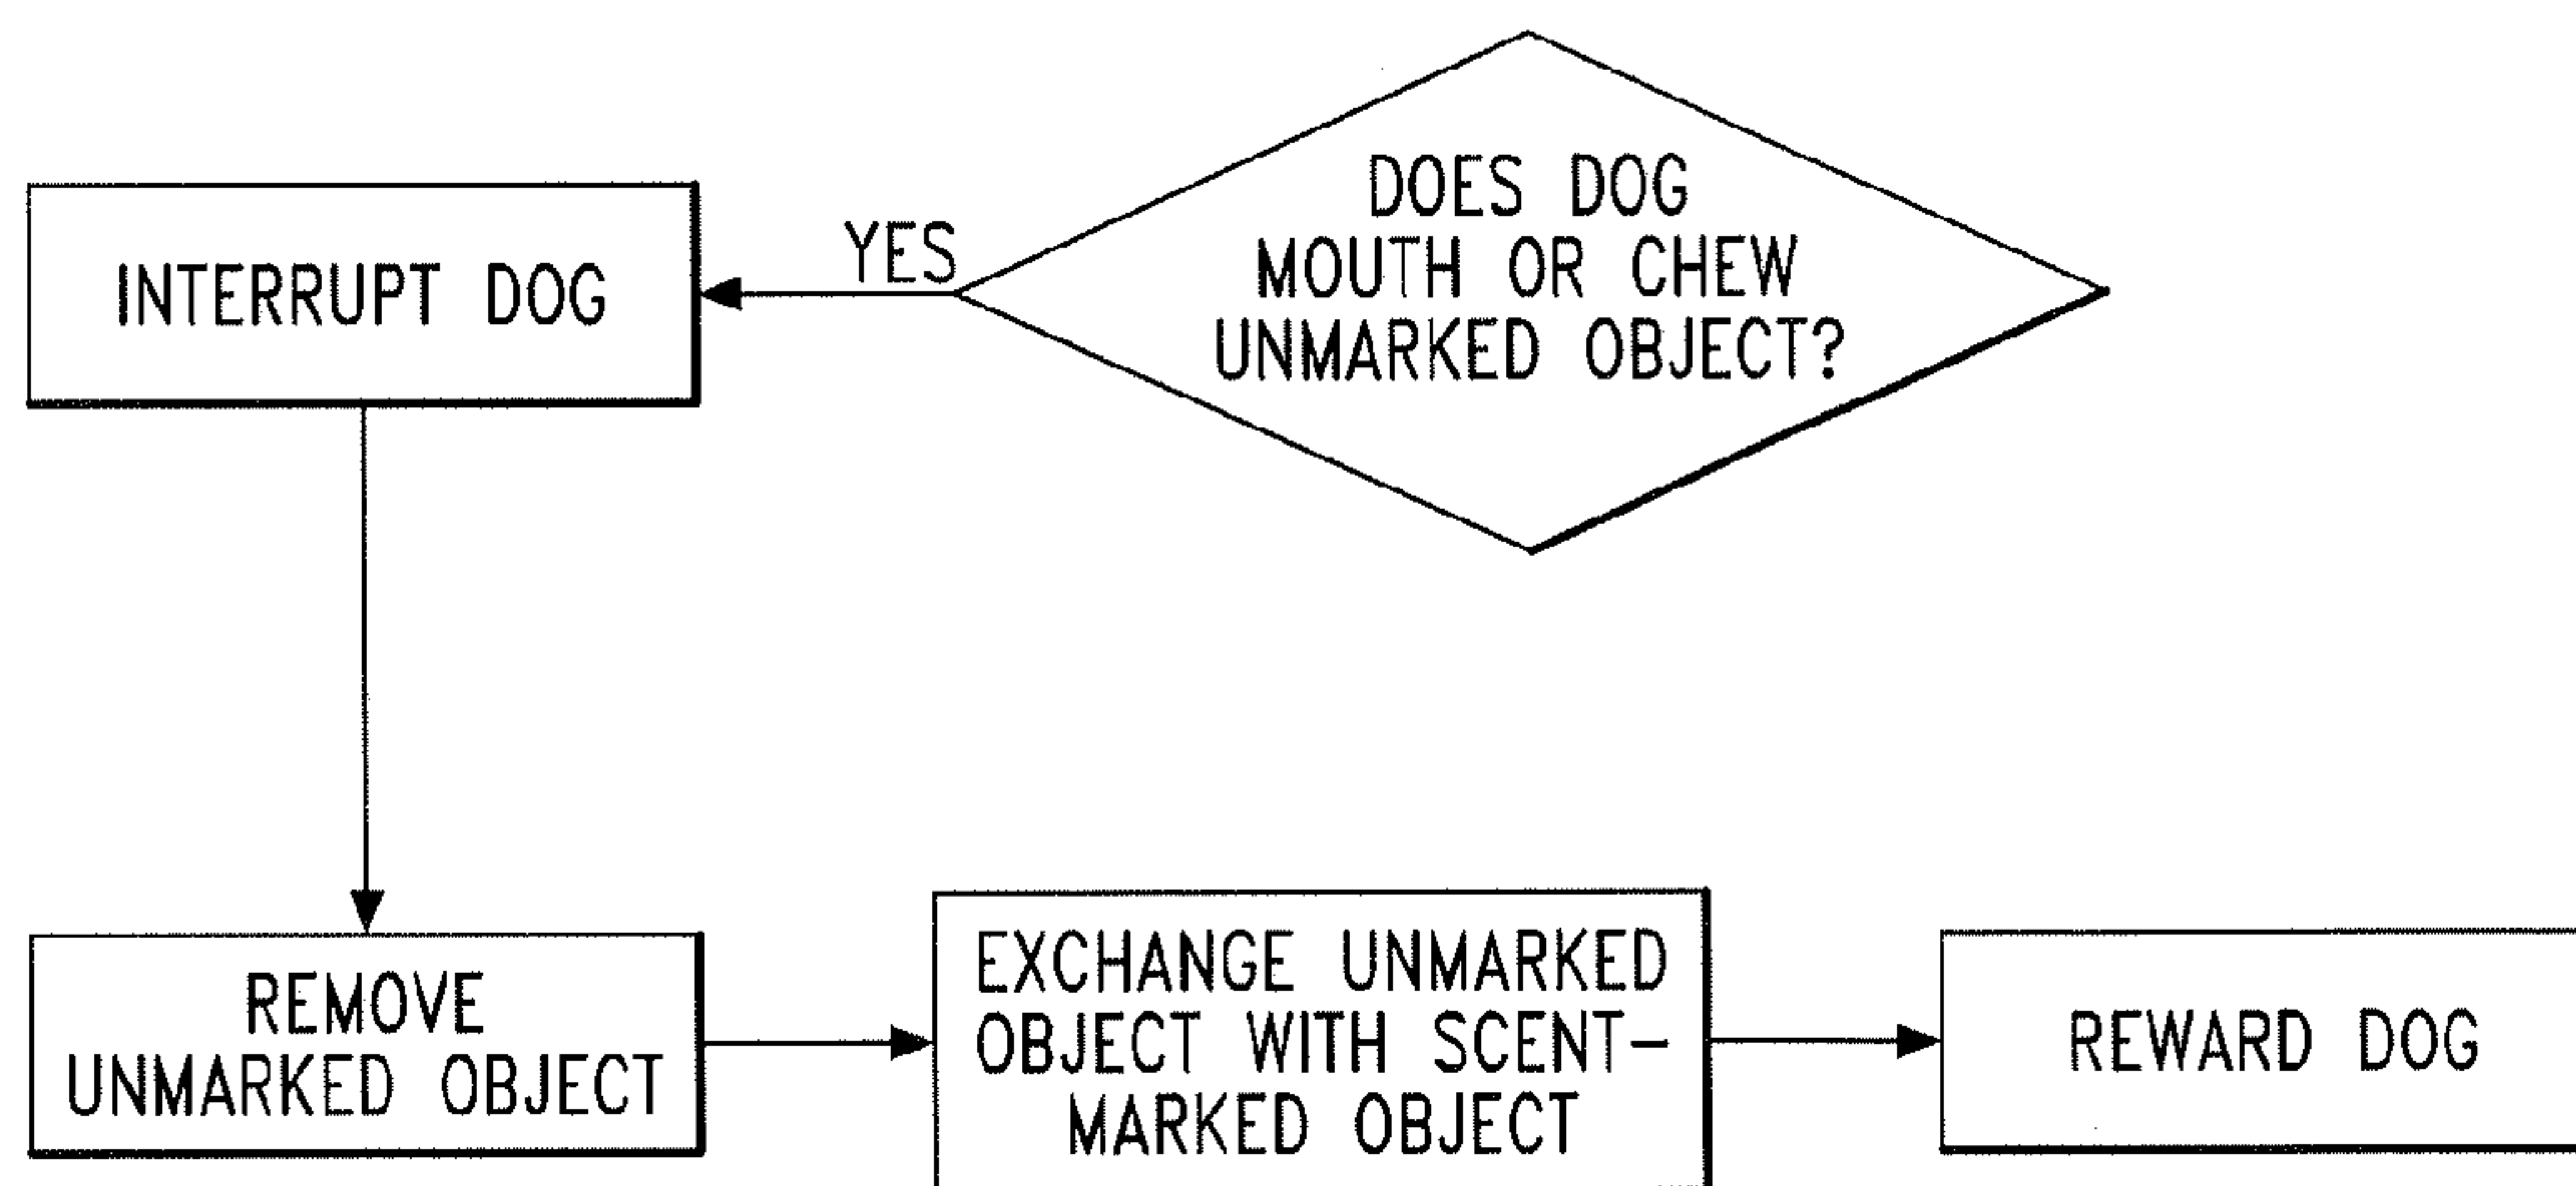 DOES DOG
MOUTH OR CHEW
UNMARKED OBJECT?
YES
INTERRUPT DOG
REMOVE
UNMARKED OBJECT
EXCHANGE UNMARKED
OBJECT WITH SCENT-
MARKED OBJECT
REWARD DOG